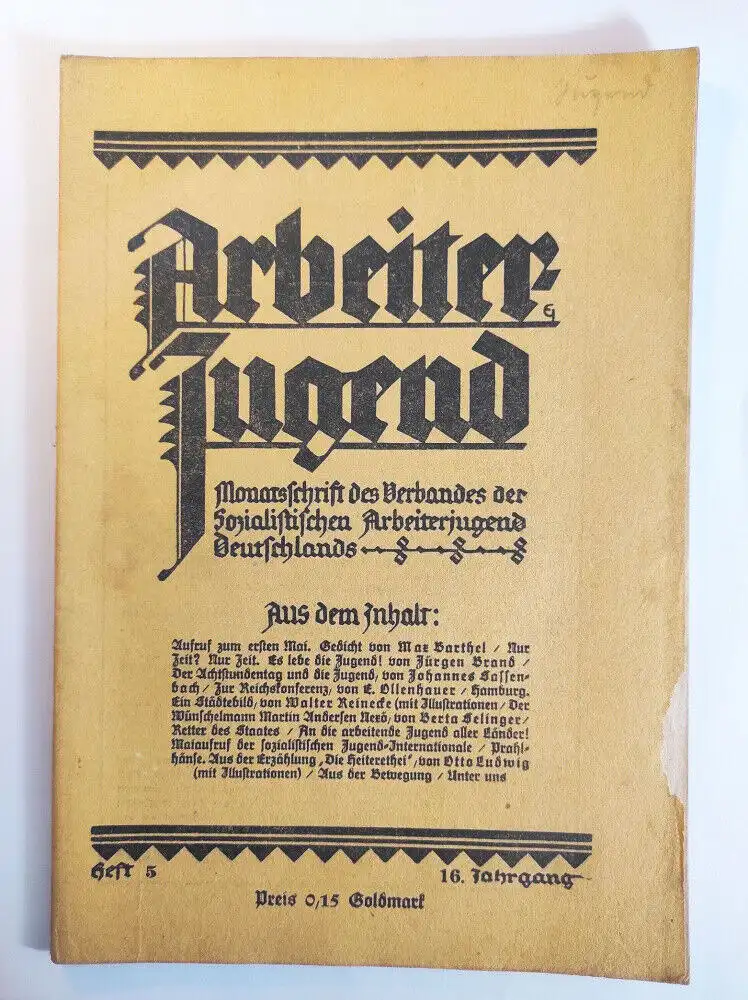 Jugend
Arbeiter-
Jugend
Monatsschrift des Verbandes der
Sozialistischen Arbeiterjugend
Deutschlands
Aus dem Inhalt:
Aufruf zum ersten Mai. Gedicht von Max Barthel / Nur
Zeit? Nur Zeit. Es lebe die Jugend! von Jürgen Brand /
Der Achtstundentag und die Jugend, von Johannes Sassen-
bach / Zur Reichskonferenz, von E. Ollenhauer / Hamburg.
Ein Städtebild, von Walter Reinecke (mit Illustrationen / Der
Wünschelmann Martin Andersen Nexö, von Berta Selinger /
Retter des Staates / An die arbeitende Jugend aller Länder!
Maiaufruf der sozialistischen Jugend-Internationale / Prahl-
hänse. Aus der Erzählung „Die Heiterethei“, von Otto Ludwig
(mit Illustrationen) / Aus der Bewegung / Unter uns
Heft 5
16. Jahrgang
Preis 0,15 Goldmark